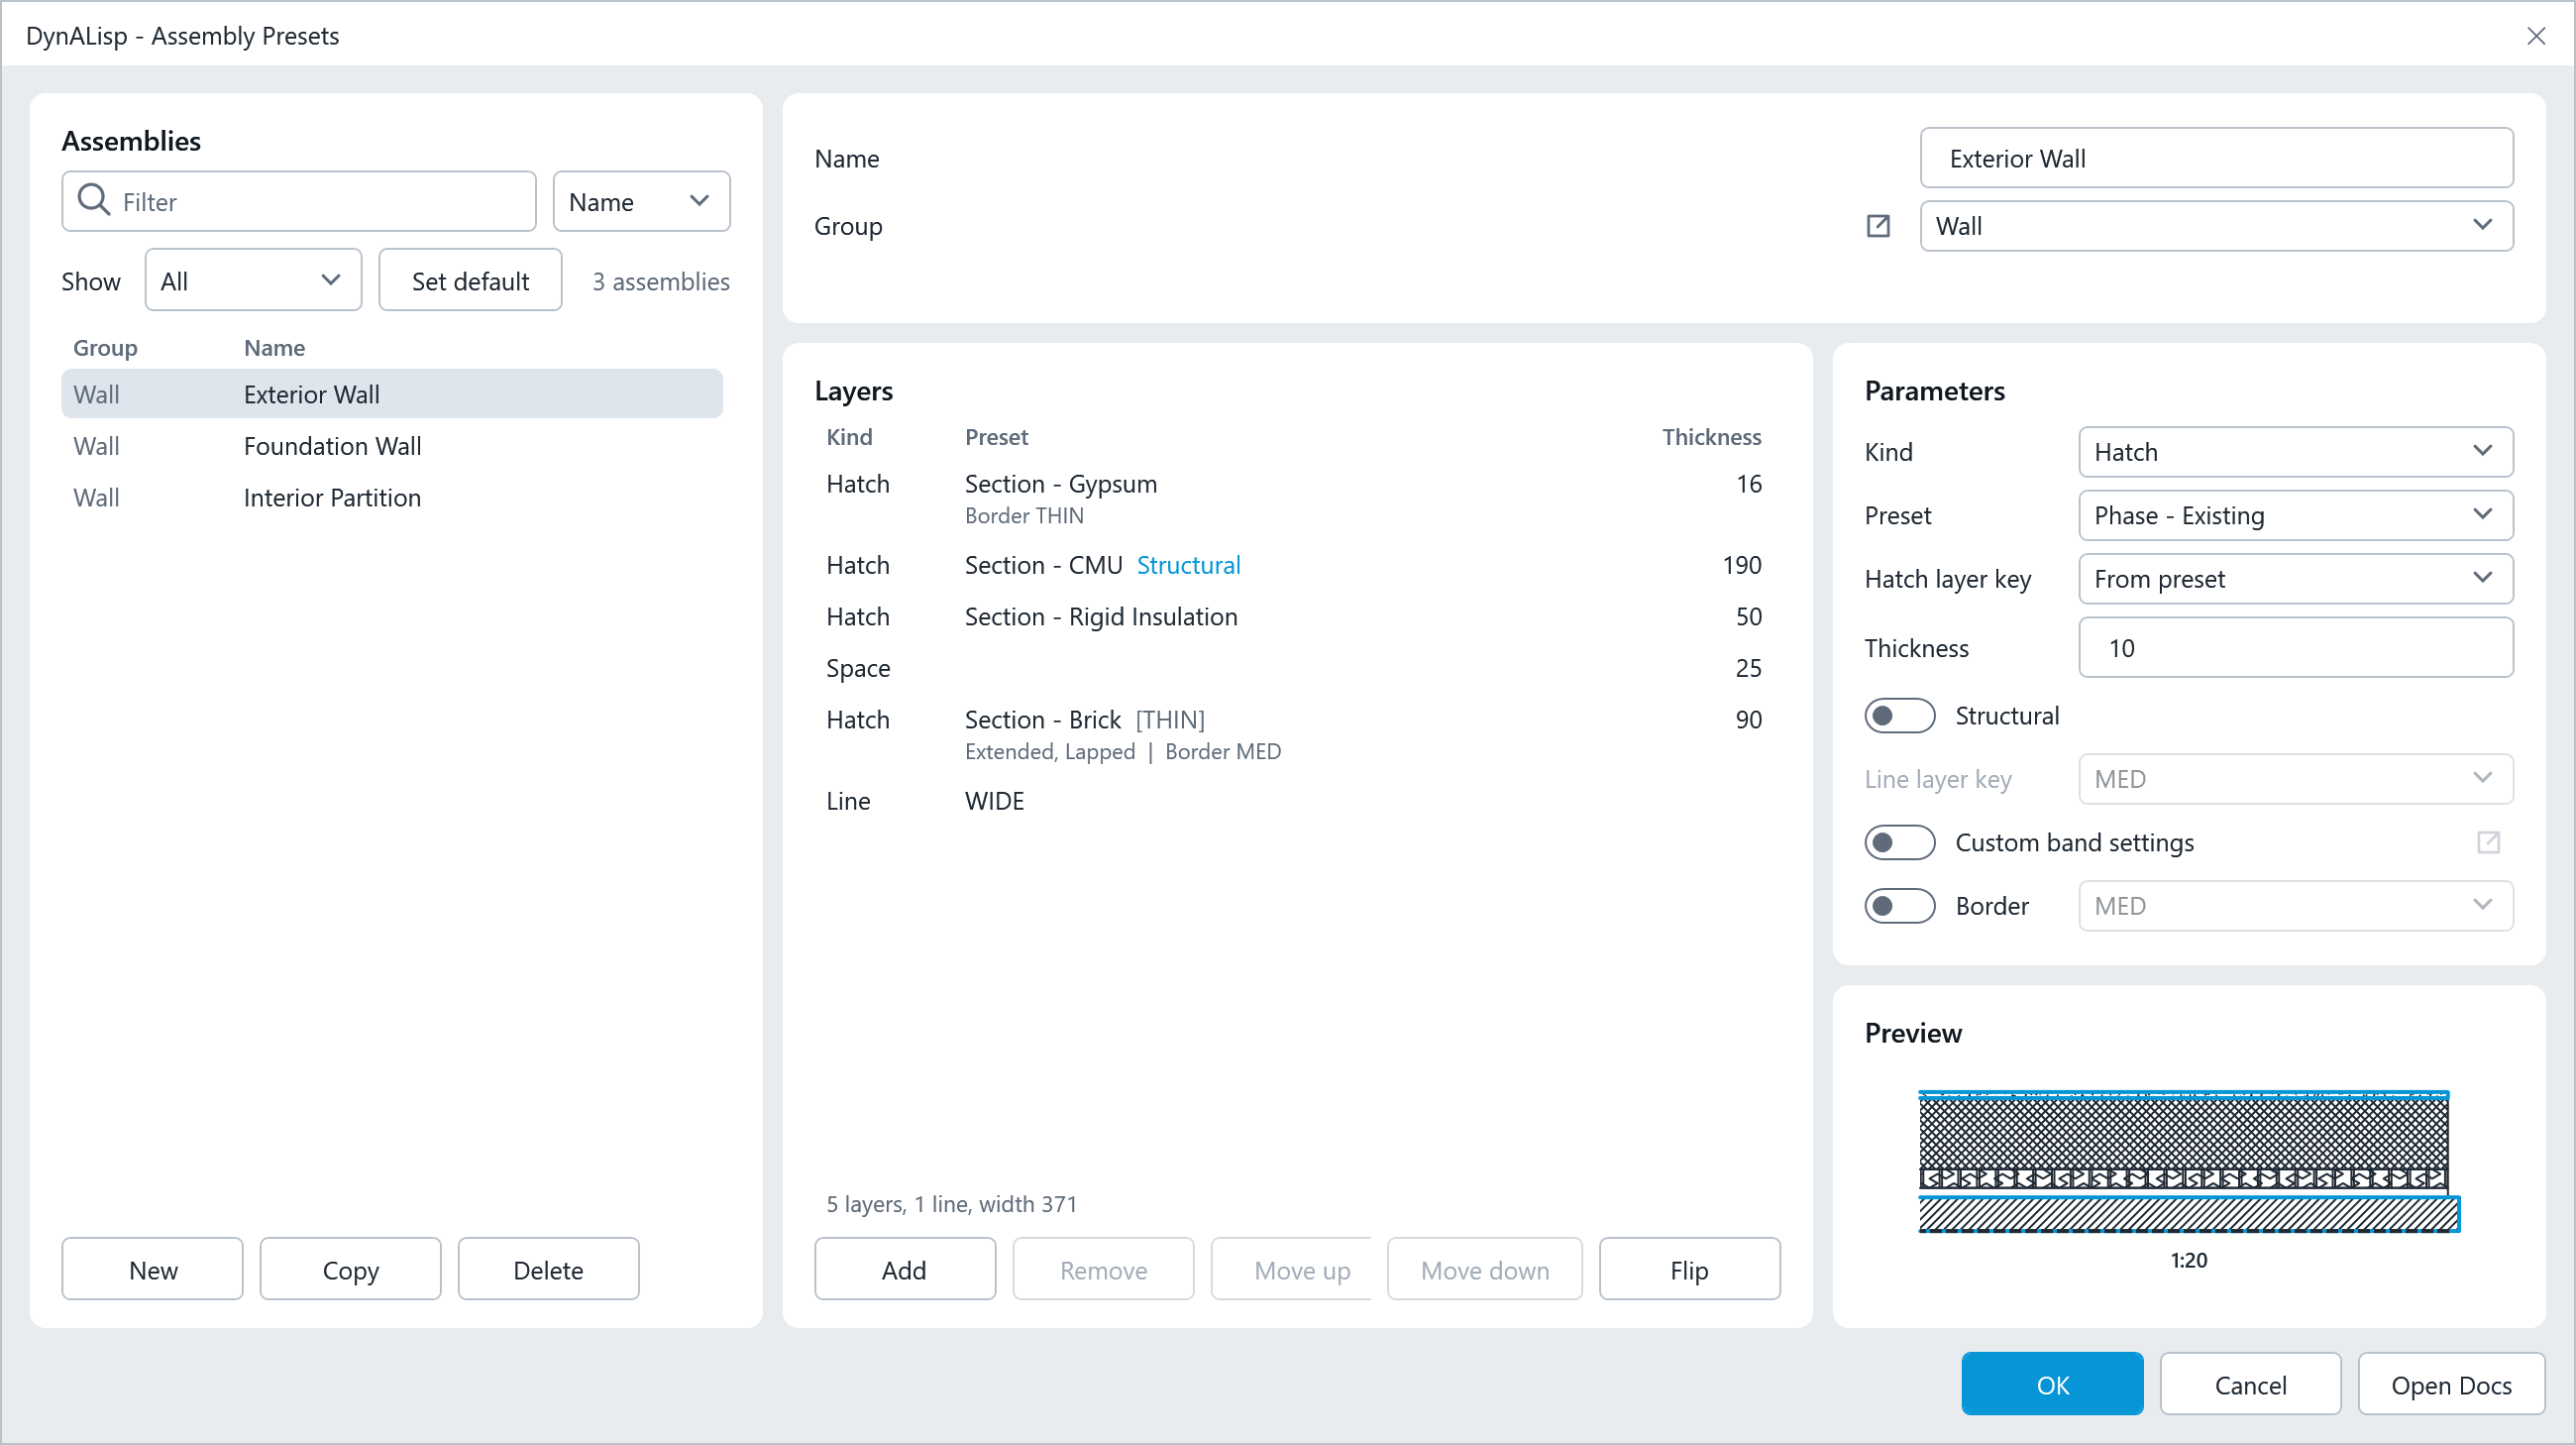 DynALisp - Assembly Presets
Assemblies
Filter
Name
Show
All
Set default
3 assemblies
Group Name
Wall Exterior Wall
Wall Foundation Wall
Wall Interior Partition
New
Copy
Delete
Name
Exterior Wall
Group
Wall
Layers
Kind Preset Thickness
Hatch Section - Gypsum 16
Border THIN
Hatch Section - CMU Structural 190
Hatch Section - Rigid Insulation 50
Space 25
Hatch Section - Brick [THIN] 90
Extended, Lapped | Border MED
Line WIDE
5 layers, 1 line, width 371
Add
Remove
Move up
Move down
Flip
Parameters
Kind
Hatch
Preset
Phase - Existing
Hatch layer key
From preset
Thickness
10
Structural
Line layer key
MED
Custom band settings
Border
MED
Preview
1:20
OK
Cancel
Open Docs